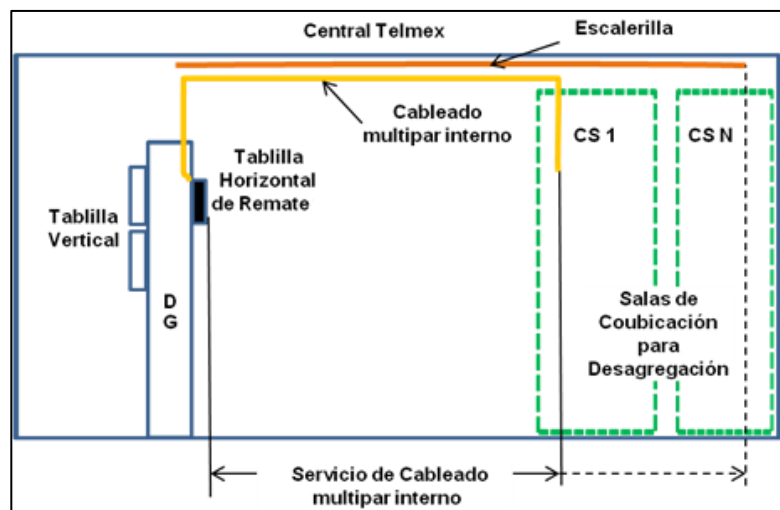 Central Telmex
Escalerilla
Cableado
multipar interno
CS 1
CS N
Tablilla
Horizontal
de Remate
Tablilla
Vertical
D
G
Salas de
Coubicación
para
Desagregación
Servicio de Cableado
multipar interno